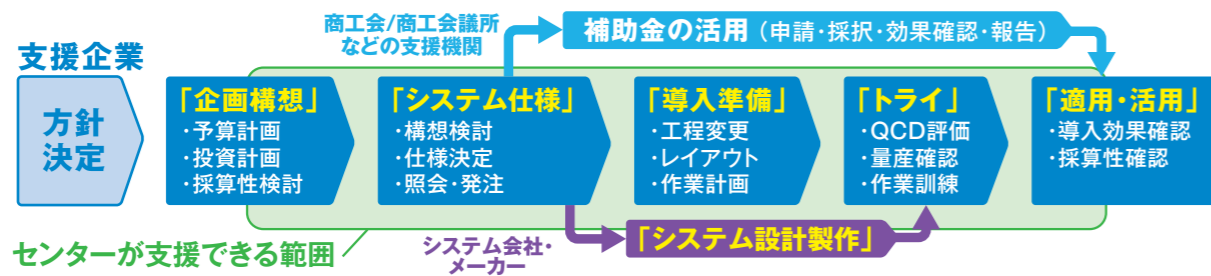 商工会/商工会議所
などの支援機関
補助金の活用（申請・採択・効果確認・報告）
支援企業
方針
決定
「企画構想」
・予算計画
・投資計画
・採算性検討
「システム仕様」
・構想検討
・仕様決定
・照会・発注
「導入準備」
・工程変更
・レイアウト
・作業計画
「トライ」
・QCD評価
・量産確認
・作業訓練
「適用・活用」
・導入効果確認
・採算性確認
センターが支援できる範囲
システム会社・
メーカー
「システム設計製作」